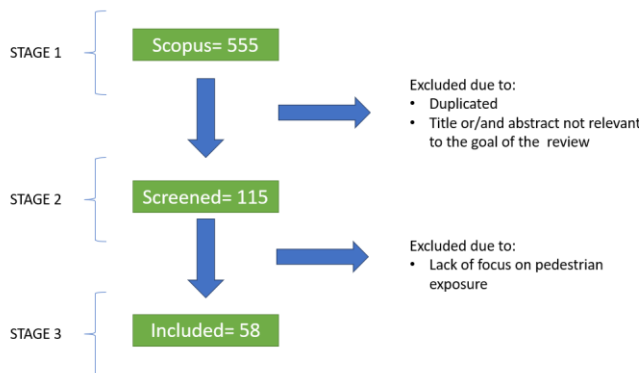 STAGE 1
Scopus= 555
Excluded due to:
• Duplicated
• Title or/and abstract not relevant
to the goal of the review
STAGE 2
Screened= 115
Excluded due to:
• Lack of focus on pedestrian
exposure
STAGE 3
Included= 58